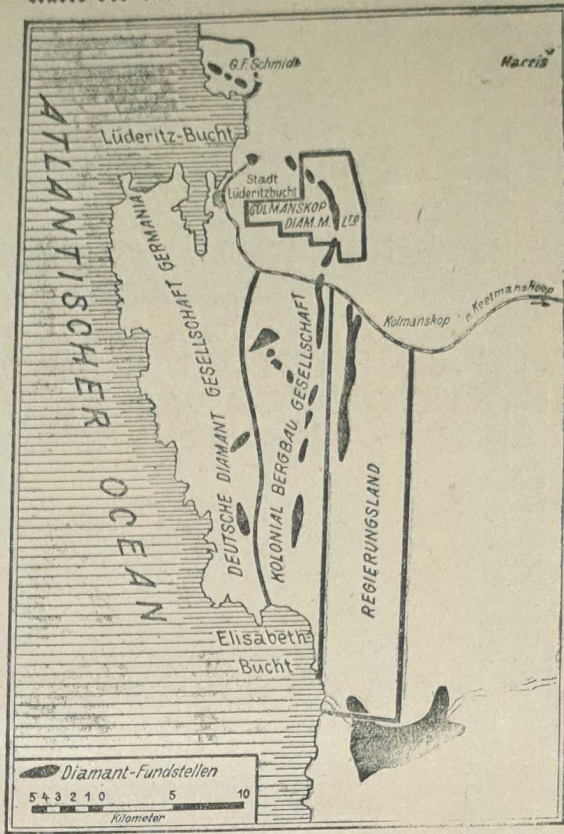 G.F. Schmidt
Harris
ATLANTISCHER OCEAN
Lüderitz-Bucht
Stadt
Lüderitzbucht
COLMANSKOP
DIAM. M. LTD
Kolmanskop
n. Keetmanshoop
DEUTSCHE DIAMANT GESELLSCHAFT GERMANIA
KOLONIAL BERGBAU GESELLSCHAFT
REGIERUNGSLAND
Elisabeth
Bucht
Diamant-Fundstellen
5 4 3 2 1 0 5 10
Kilometer